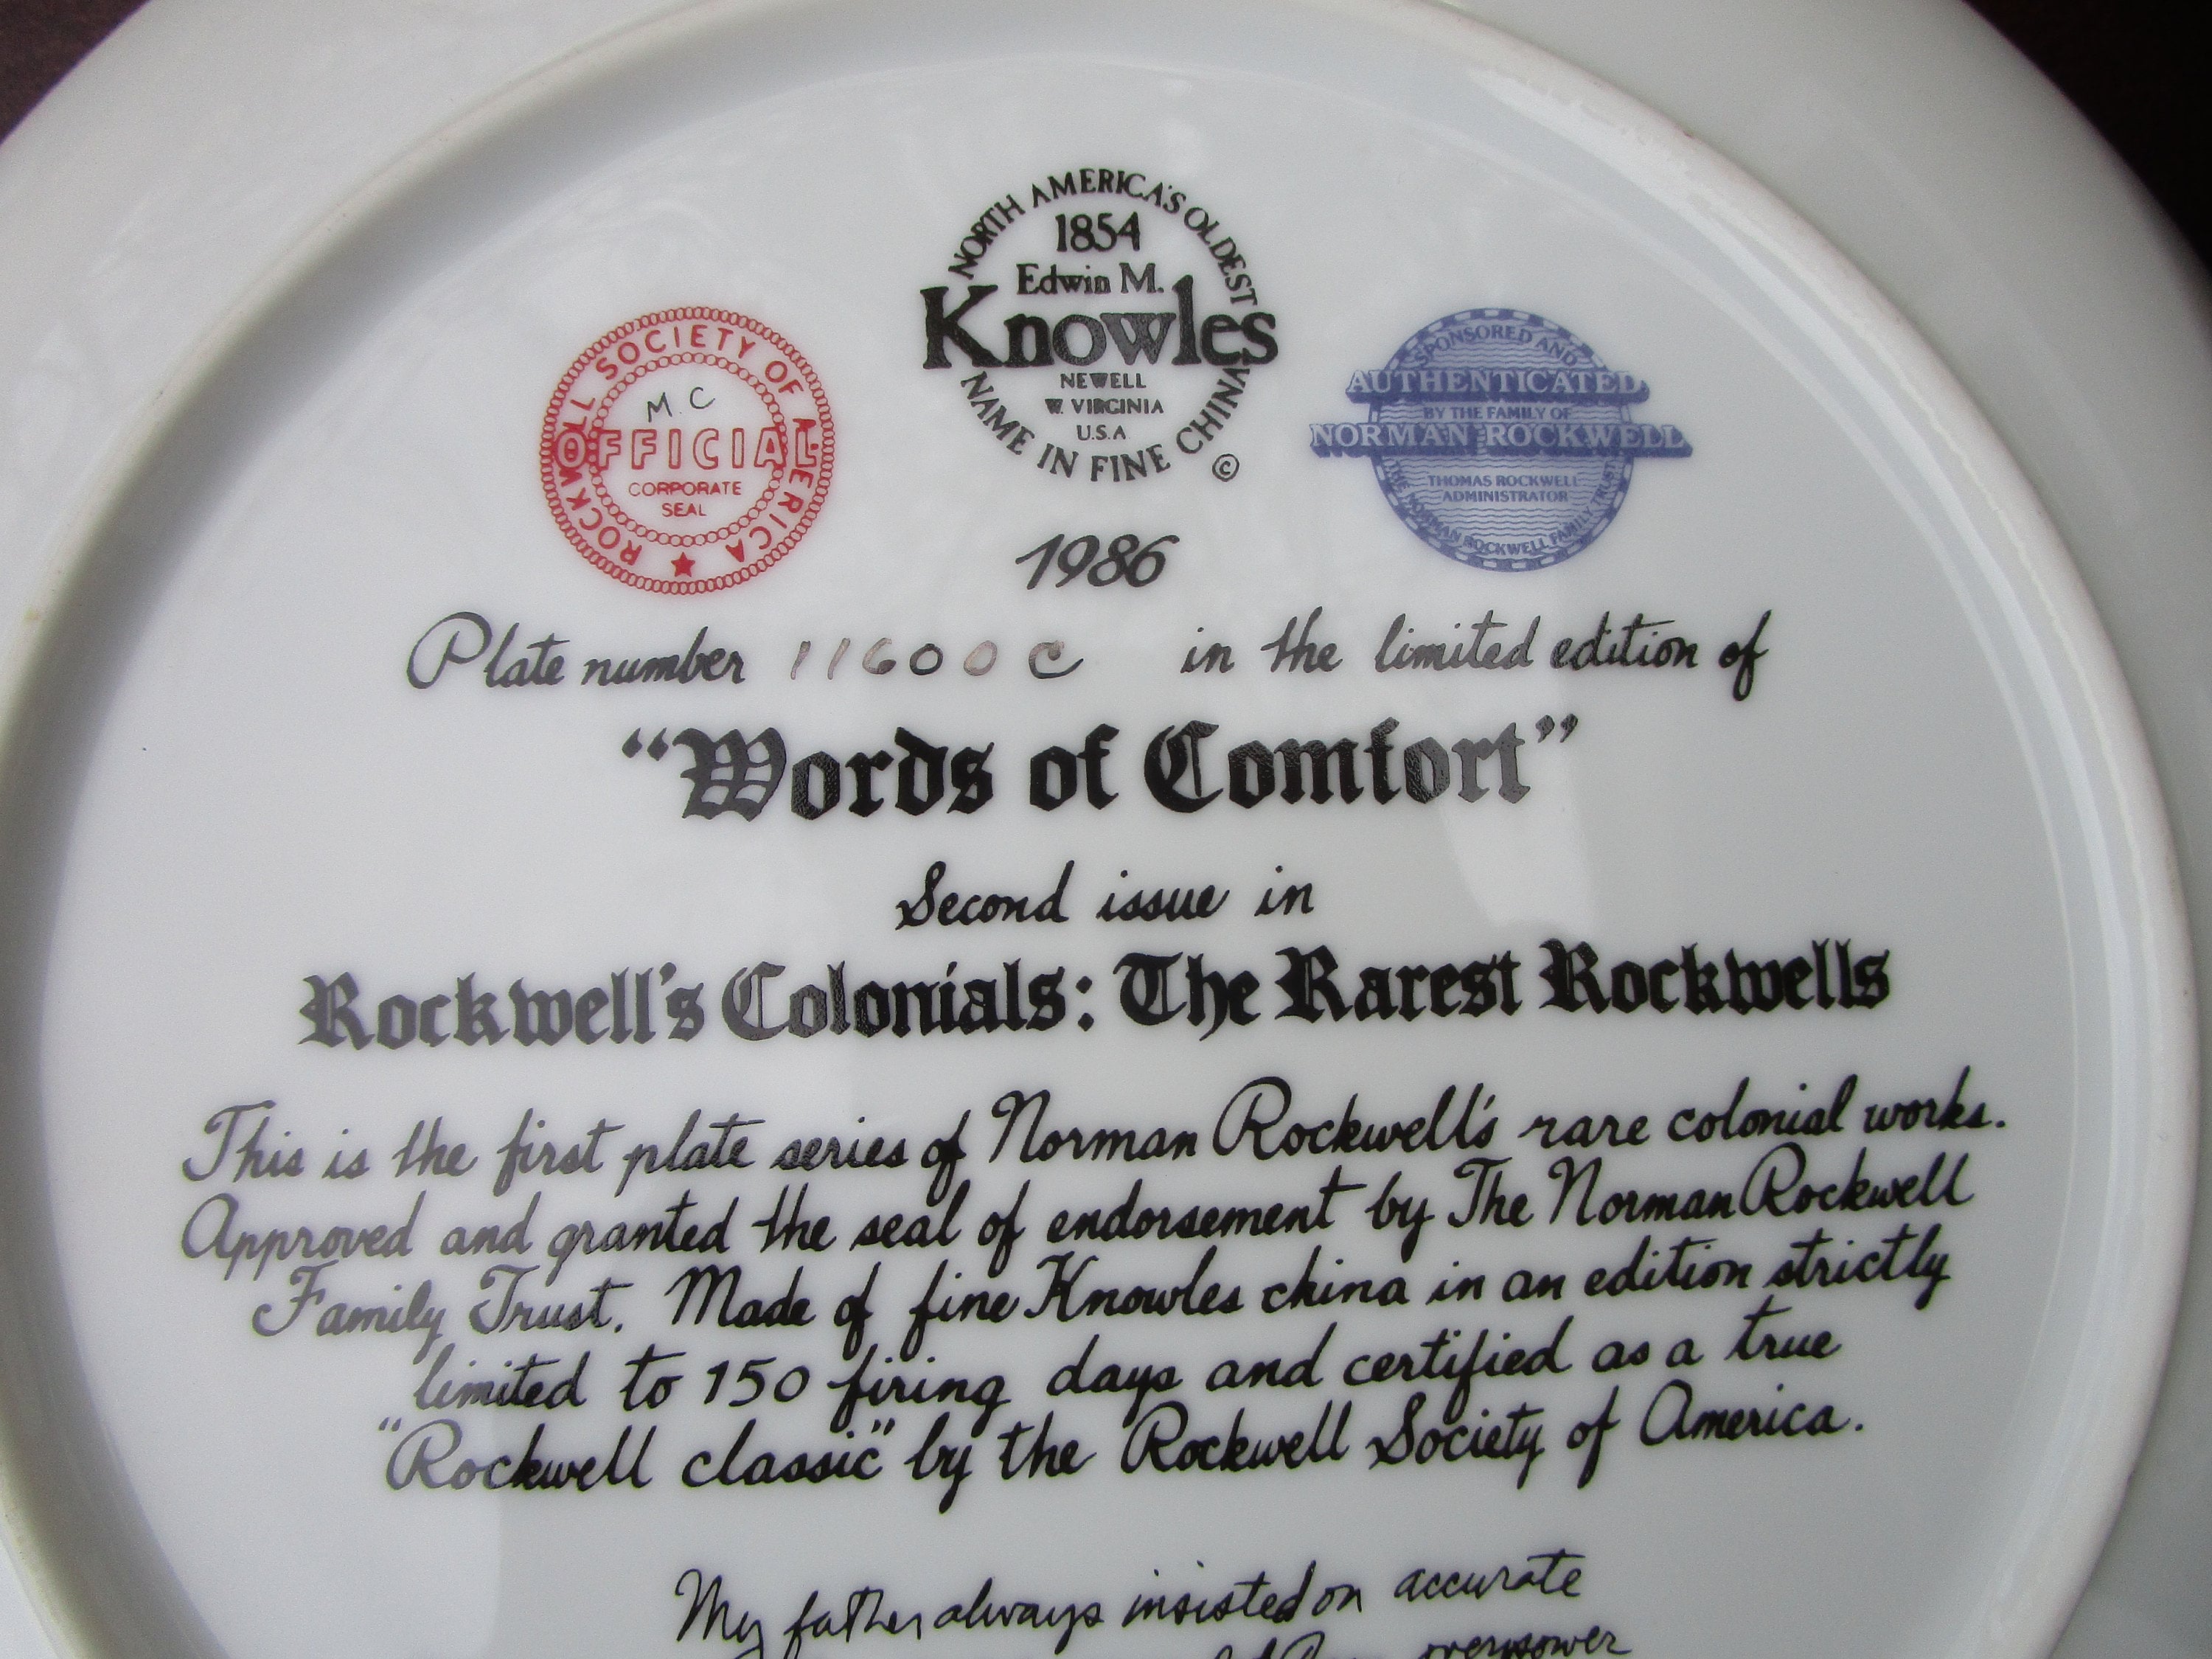 NORTH AMERICA'S OLDEST
1854
Edwin M.
Knowles
NEWELL
W. VIRGINIA
U.S.A
NAME IN FINE CHINA
©
ROCKWELL SOCIETY OF AMERICA
M.C
OFFICIAL
CORPORATE
SEAL
SPONSORED AND
AUTHENTICATED
BY THE FAMILY OF
NORMAN ROCKWELL
THOMAS ROCKWELL
ADMINISTRATOR
THE NORMAN ROCKWELL FAMILY TRUST
1986
Plate number 11600C in the limited edition of
“Words of Comfort”
Second issue in
Rockwell's Colonials: The Rarest Rockwells
This is the first plate series of Norman Rockwell's rare colonial works.
Approved and granted the seal of endorsement by The Norman Rockwell
Family Trust. Made of fine Knowles china in an edition strictly
limited to 150 firing days and certified as a true
"Rockwell classic" by the Rockwell Society of America.
My father always insisted on accurate
overpower